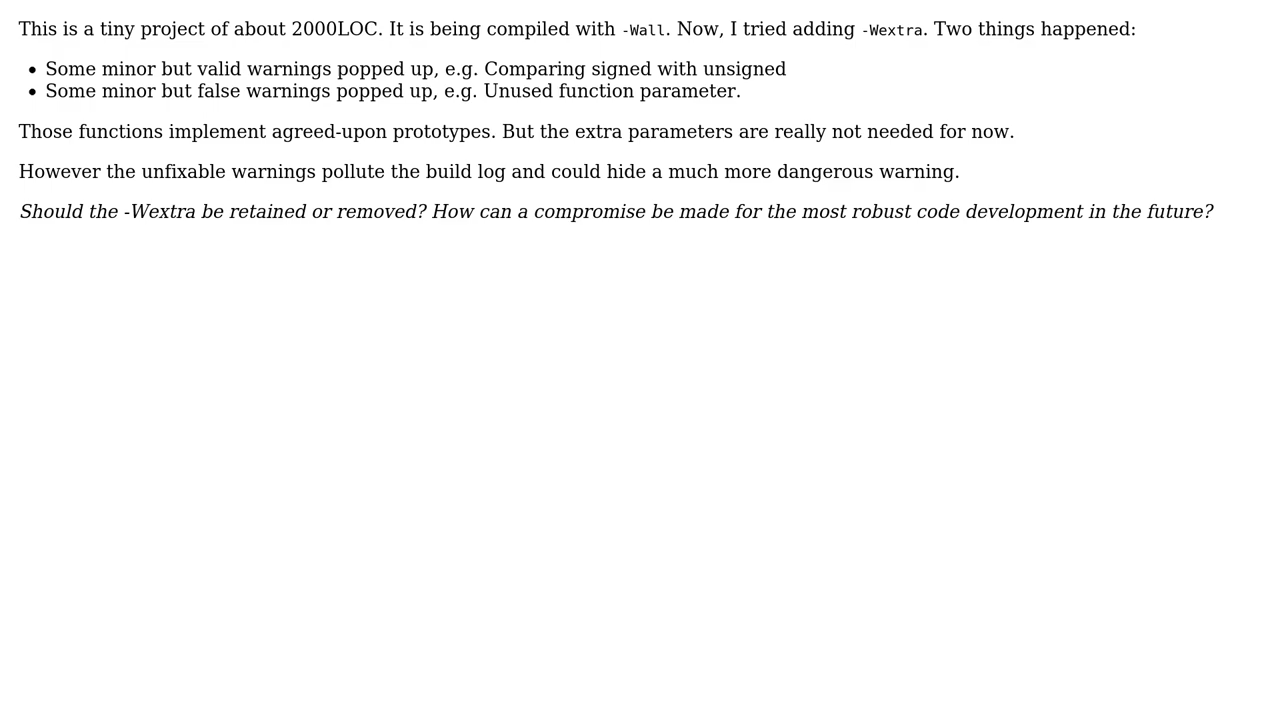 This is a tiny project of about 2000LOC. It is being compiled with -Wall. Now, I tried adding -Wextra. Two things happened:
• Some minor but valid warnings popped up, e.g. Comparing signed with unsigned
• Some minor but false warnings popped up, e.g. Unused function parameter.
Those functions implement agreed-upon prototypes. But the extra parameters are really not needed for now.
However the unfixable warnings pollute the build log and could hide a much more dangerous warning.
Should the -Wextra be retained or removed? How can a compromise be made for the most robust code development in the future?